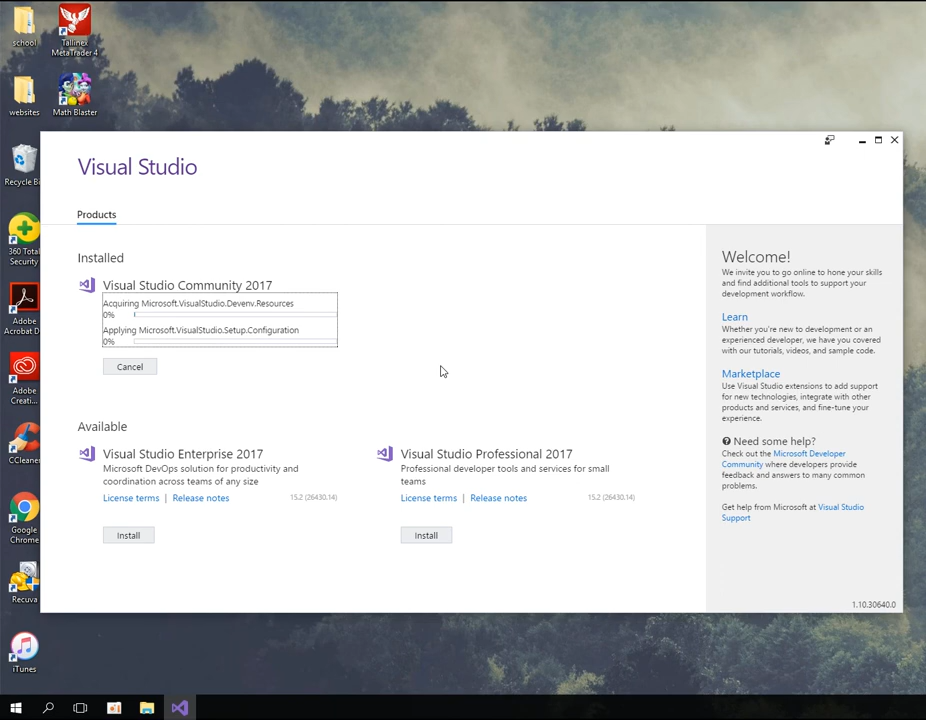 school
Tallinex
MetaTrader 4
websites
Math Blaster
Recycle Bi
360 Total
Security
Adobe
Acrobat D
Adobe
Creati...
CCleaner
Google
Chrome
Recuva
iTunes
Visual Studio
Products
Installed
Visual Studio Community 2017
Acquiring Microsoft.VisualStudio.Devenv.Resources
0%
Applying Microsoft.VisualStudio.Setup.Configuration
0%
Cancel
Available
Visual Studio Enterprise 2017
Microsoft DevOps solution for productivity and
coordination across teams of any size
License terms | Release notes 15.2 (26430.14)
Install
Visual Studio Professional 2017
Professional developer tools and services for small
teams
License terms | Release notes 15.2 (26430.14)
Install
Welcome!
We invite you to go online to hone your skills
and find additional tools to support your
development workflow.
Learn
Whether you're new to development or an
experienced developer, we have you covered
with our tutorials, videos, and sample code.
Marketplace
Use Visual Studio extensions to add support
for new technologies, integrate with other
products and services, and fine-tune your
experience.
Need some help?
Check out the Microsoft Developer
Community where developers provide
feedback and answers to many common
problems.
Get help from Microsoft at Visual Studio
Support
1.10.30640.0